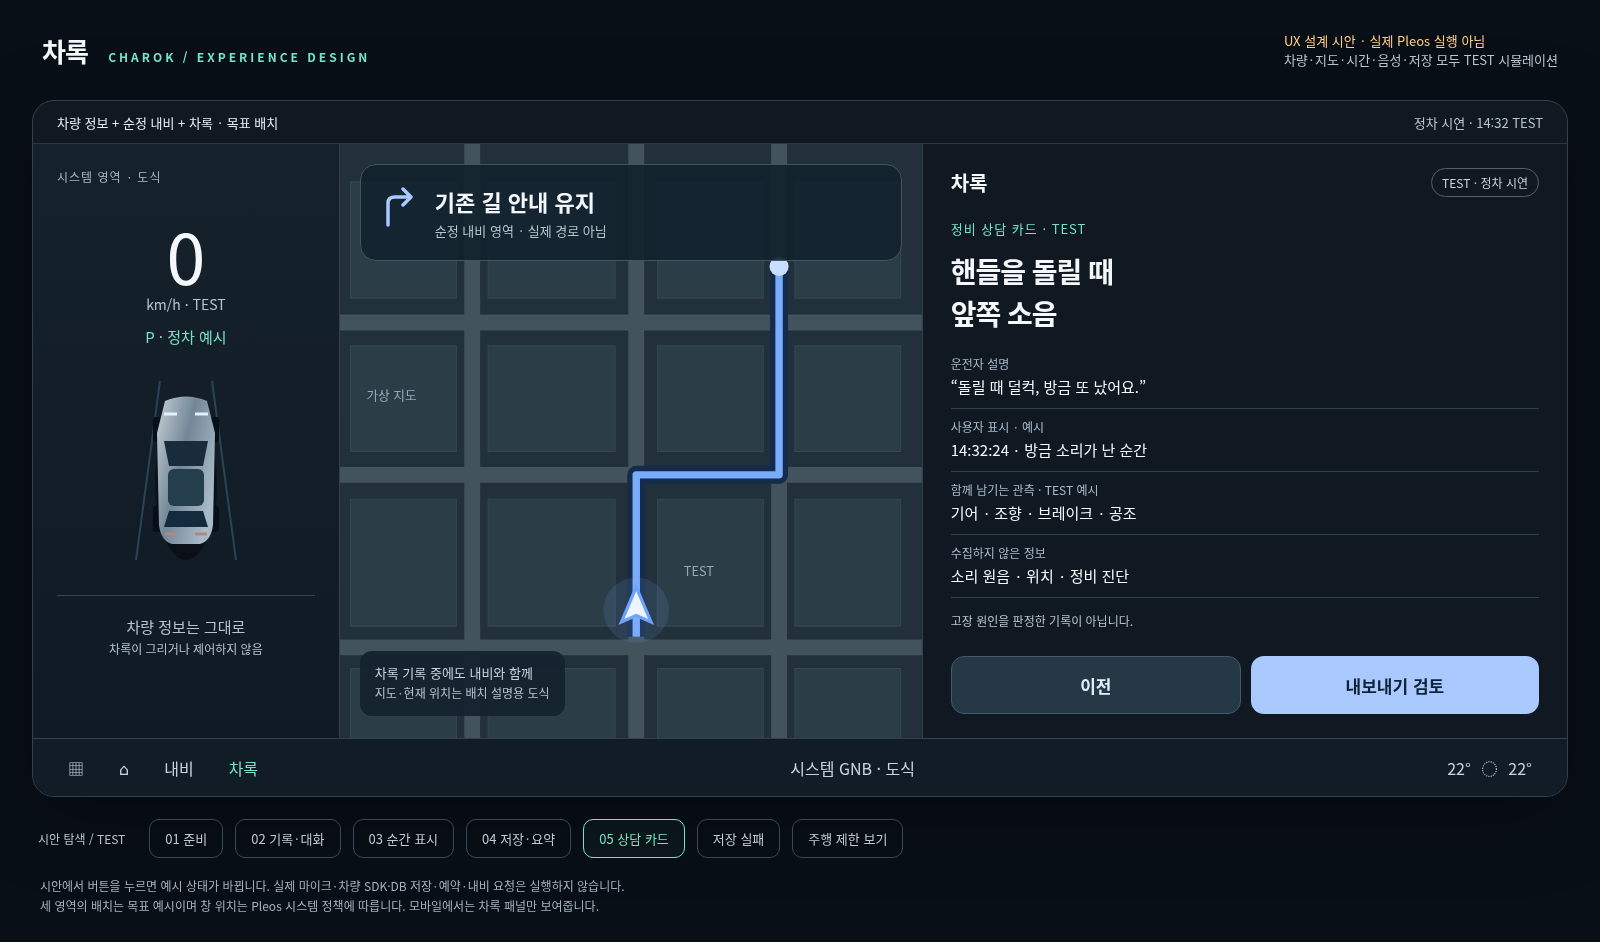 차록 CHAROK / EXPERIENCE DESIGN
UX 설계 시안 · 실제 Pleos 실행 아님
차량·지도·시간·음성·저장 모두 TEST 시뮬레이션
차량 정보 + 순정 내비 + 차록 · 목표 배치
정차 시연 · 14:32 TEST
시스템 영역 · 도식
0
km/h · TEST
P · 정차 예시
차량 정보는 그대로
차록이 그리거나 제어하지 않음
기존 길 안내 유지
순정 내비 영역 · 실제 경로 아님
가상 지도
TEST
차록 기록 중에도 내비와 함께
지도·현재 위치는 배치 설명용 도식
차록
TEST · 정차 시연
정비 상담 카드 · TEST
핸들을 돌릴 때
앞쪽 소음
운전자 설명
“돌릴 때 덜컥, 방금 또 났어요.”
사용자 표시 · 예시
14:32:24 · 방금 소리가 난 순간
함께 남기는 관측 · TEST 예시
기어 · 조향 · 브레이크 · 공조
수집하지 않은 정보
소리 원음 · 위치 · 정비 진단
고장 원인을 판정한 기록이 아닙니다.
이전
내보내기 검토
내비
차록
시스템 GNB · 도식
22° 22°
시안 탐색 / TEST
01 준비
02 기록·대화
03 순간 표시
04 저장·요약
05 상담 카드
저장 실패
주행 제한 보기
시안에서 버튼을 누르면 예시 상태가 바뀝니다. 실제 마이크·차량 SDK·DB 저장·예약·내비 요청은 실행하지 않습니다.
세 영역의 배치는 목표 예시이며 창 위치는 Pleos 시스템 정책에 따릅니다. 모바일에서는 차록 패널만 보여줍니다.